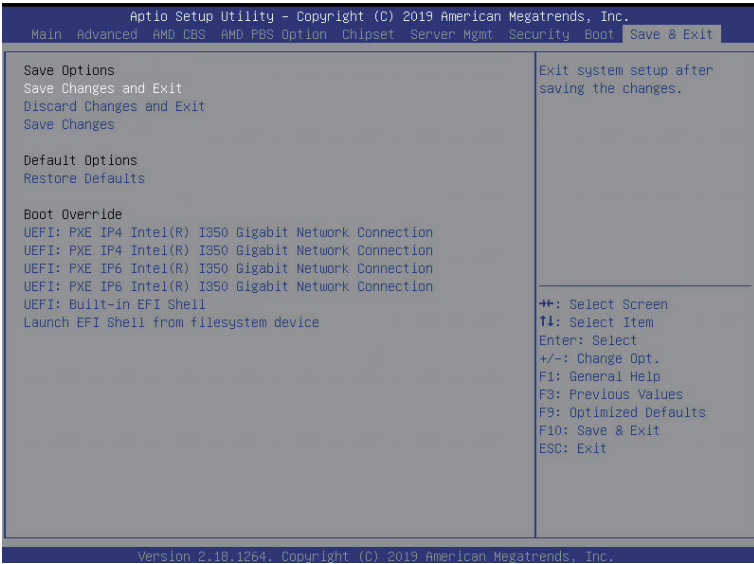 Aptio Setup Utility – Copyright (C) 2019 American Megatrends, Inc.
Main Advanced AMD CBS AMD PBS Option Chipset Server Mgmt Security Boot Save & Exit
Save Options
Save Changes and Exit
Discard Changes and Exit
Save Changes
Default Options
Restore Defaults
Boot Override
UEFI: PXE IP4 Intel(R) I350 Gigabit Network Connection
UEFI: PXE IP4 Intel(R) I350 Gigabit Network Connection
UEFI: PXE IP6 Intel(R) I350 Gigabit Network Connection
UEFI: PXE IP6 Intel(R) I350 Gigabit Network Connection
UEFI: Built-in EFI Shell
Launch EFI Shell from filesystem device
Exit system setup after
saving the changes.
→←: Select Screen
↑↓: Select Item
Enter: Select
+/-: Change Opt.
F1: General Help
F3: Previous Values
F9: Optimized Defaults
F10: Save & Exit
ESC: Exit
Version 2.18.1264. Copyright (C) 2019 American Megatrends, Inc.